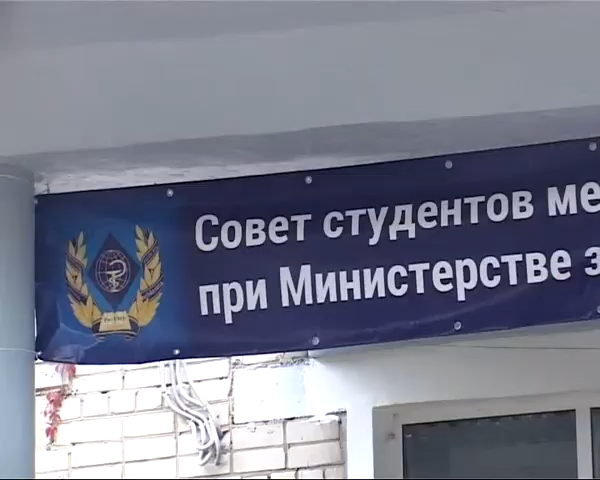 Совет студентов ме
при Министерстве з